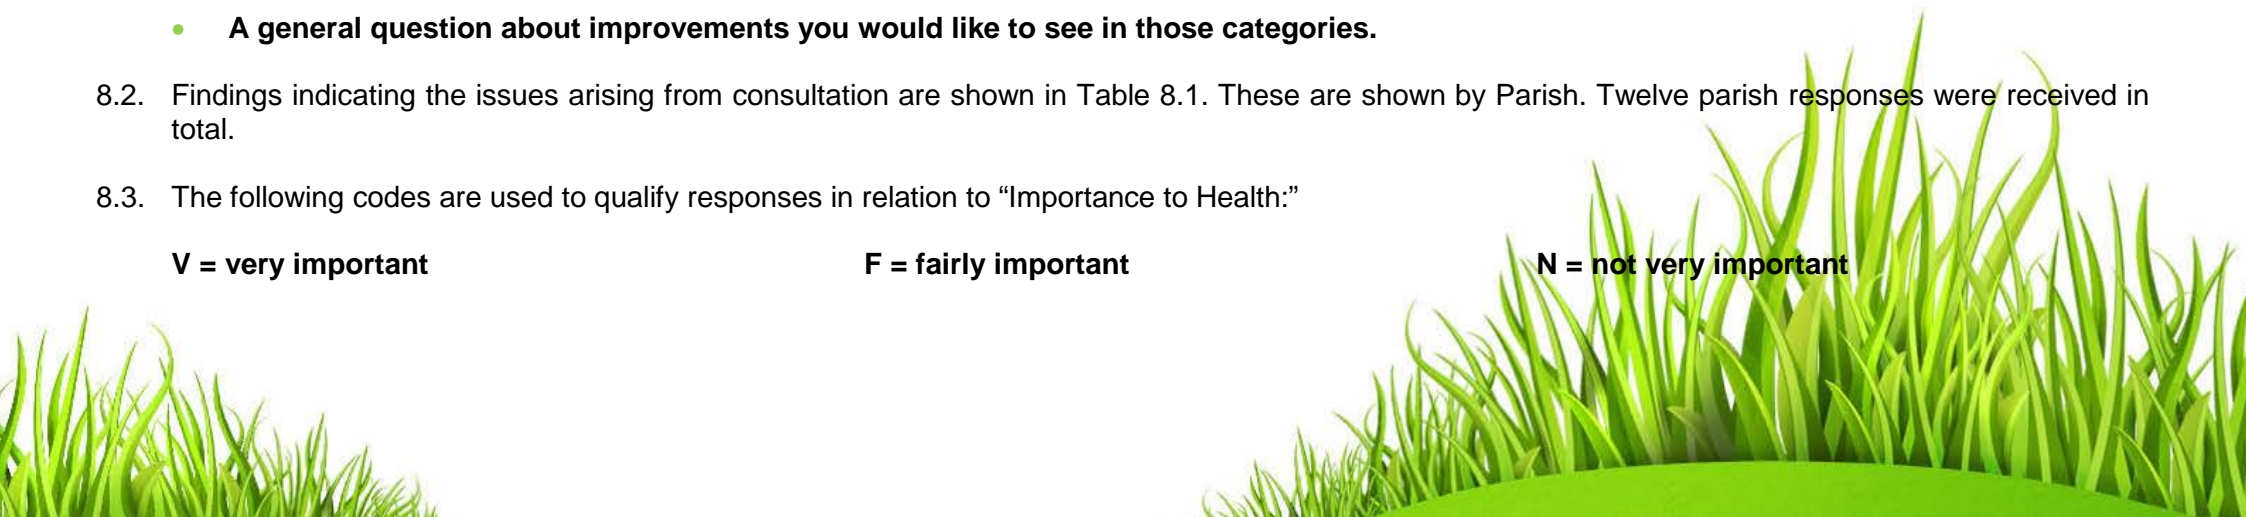 • A general question about improvements you would like to see in those categories.
8.2. Findings indicating the issues arising from consultation are shown in Table 8.1. These are shown by Parish. Twelve parish responses were received in
total.
8.3. The following codes are used to qualify responses in relation to “Importance to Health:”
V = very important F = fairly important N = not very important